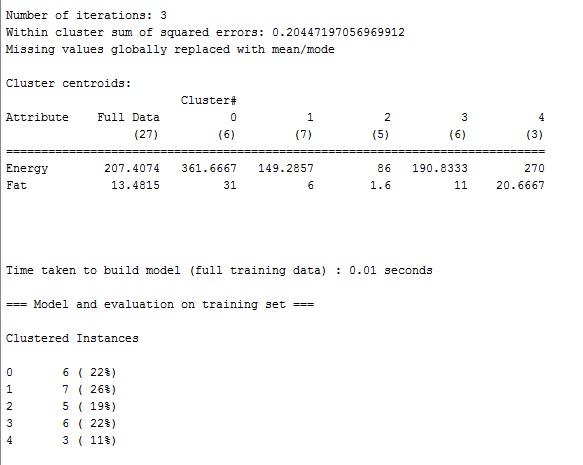 Number of iterations: 3
Within cluster sum of squared errors: 0.20447197056969912
Missing values globally replaced with mean/mode
Cluster centroids:
Cluster#
Attribute Full Data 0 1 2 3 4
(27) (6) (7) (5) (6) (3)
==========================================================================
Energy 207.4074 361.6667 149.2857 86 190.8333 270
Fat 13.4815 31 6 1.6 11 20.6667
Time taken to build model (full training data) : 0.01 seconds
=== Model and evaluation on training set ===
Clustered Instances
0 6 ( 22%)
1 7 ( 26%)
2 5 ( 19%)
3 6 ( 22%)
4 3 ( 11%)